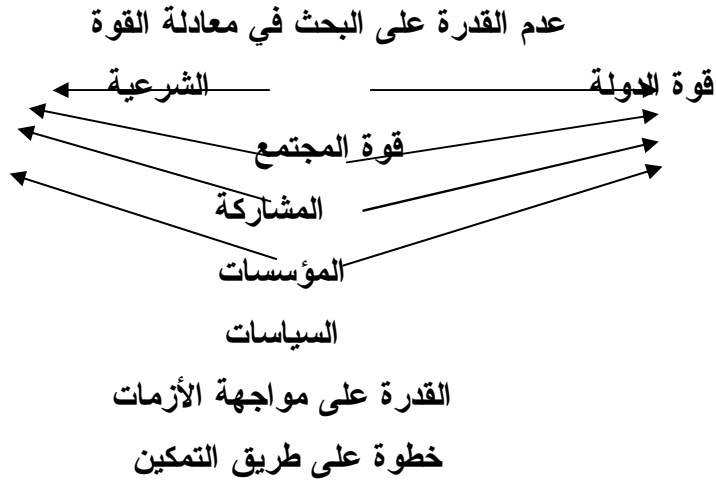 عدم القدرة على البحث في معادلة القوة
قوة الدولة الشرعية
قوة المجتمع
المشاركة
المؤسسات
السياسات
القدرة على مواجهة الأزمات
خطوة على طريق التمكين